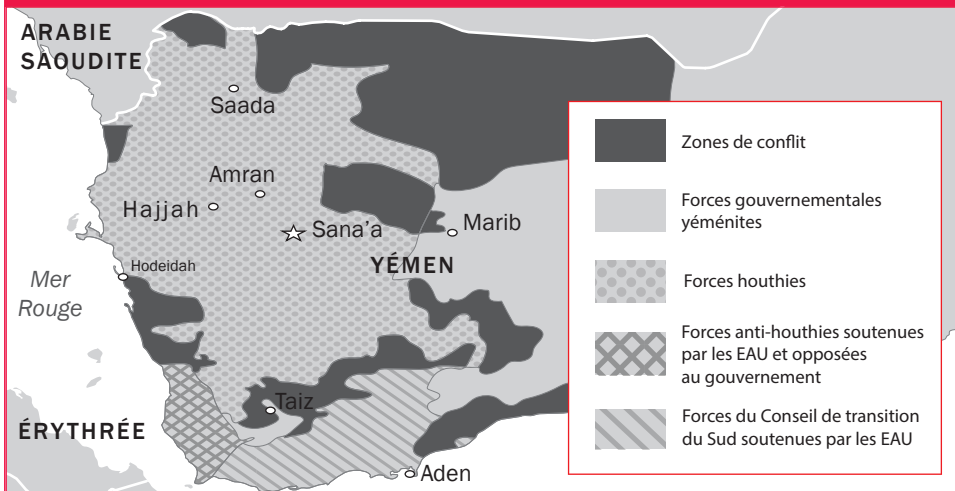 ARABIE
SAOUDITE
Saada
Amran
Hajjah
Sana’a
Marib
YÉMEN
Hodeidah
Mer
Rouge
Taiz
ÉRYTHRÉE
Aden
Zones de conflit
Forces gouvernementales
yéménites
Forces houthies
Forces anti-houthies soutenues
par les EAU et opposées
au gouvernement
Forces du Conseil de transition
du Sud soutenues par les EAU